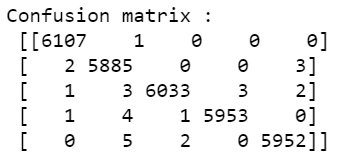 Confusion matrix :
[[6107 1 0 0 0]
[ 2 5885 0 0 3]
[ 1 3 6033 3 2]
[ 1 4 1 5953 0]
[ 0 5 2 0 5952]]